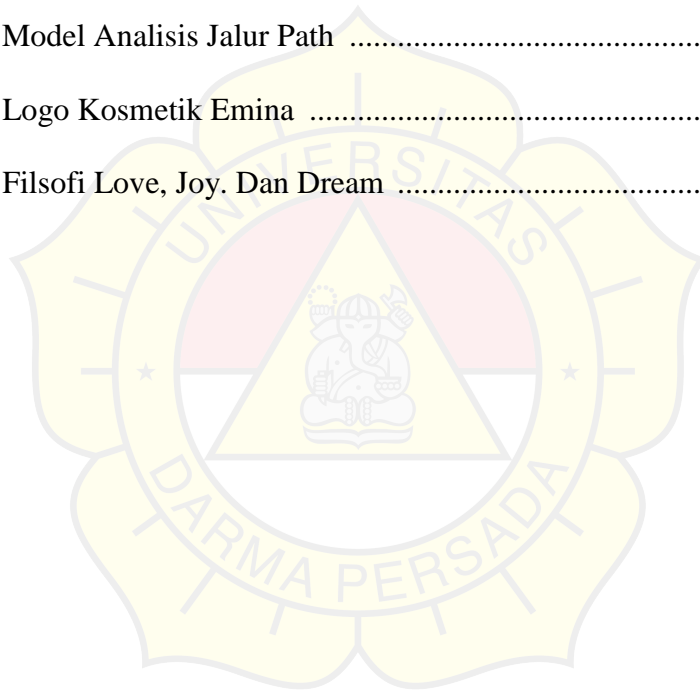 Model Analisis Jalur Path ..........................................
Logo Kosmetik Emina ...............................................
Filsofi Love, Joy. Dan Dream .....................................
UNIVERSITAS
DARMA PERSADA